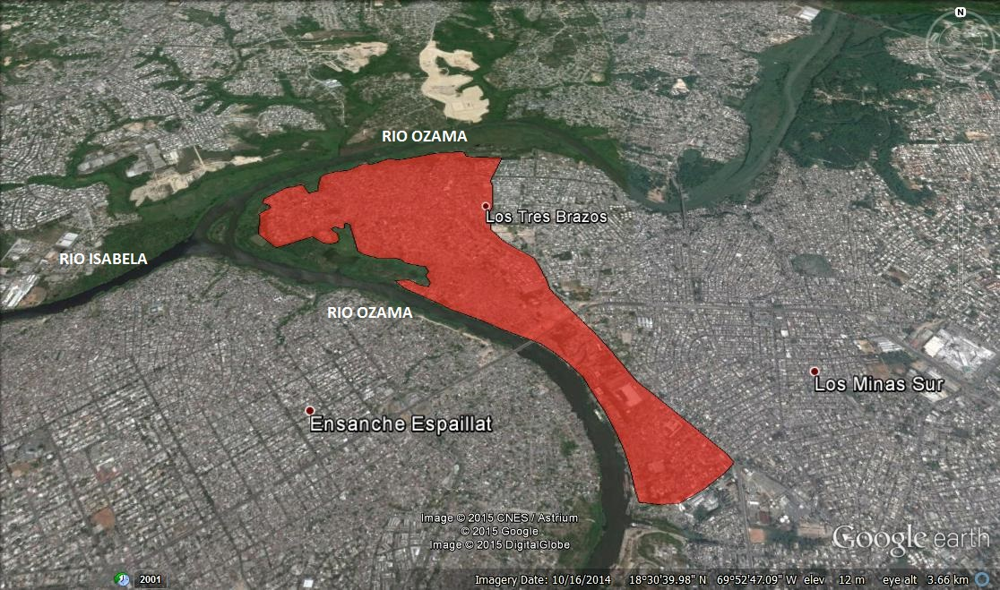 N
RIO OZAMA
Los Tres Brazos
RIO ISABELA
RIO OZAMA
Los Minas Sur
Ensanche Espaillat
Image © 2015 CNES / Astrium
© 2015 Google
Image © 2015 DigitalGlobe
Google earth
2001
Imagery Date: 10/16/2014 18°30'39.98" N 69°52'47.09" W elev 12 m eye alt 3.66 km